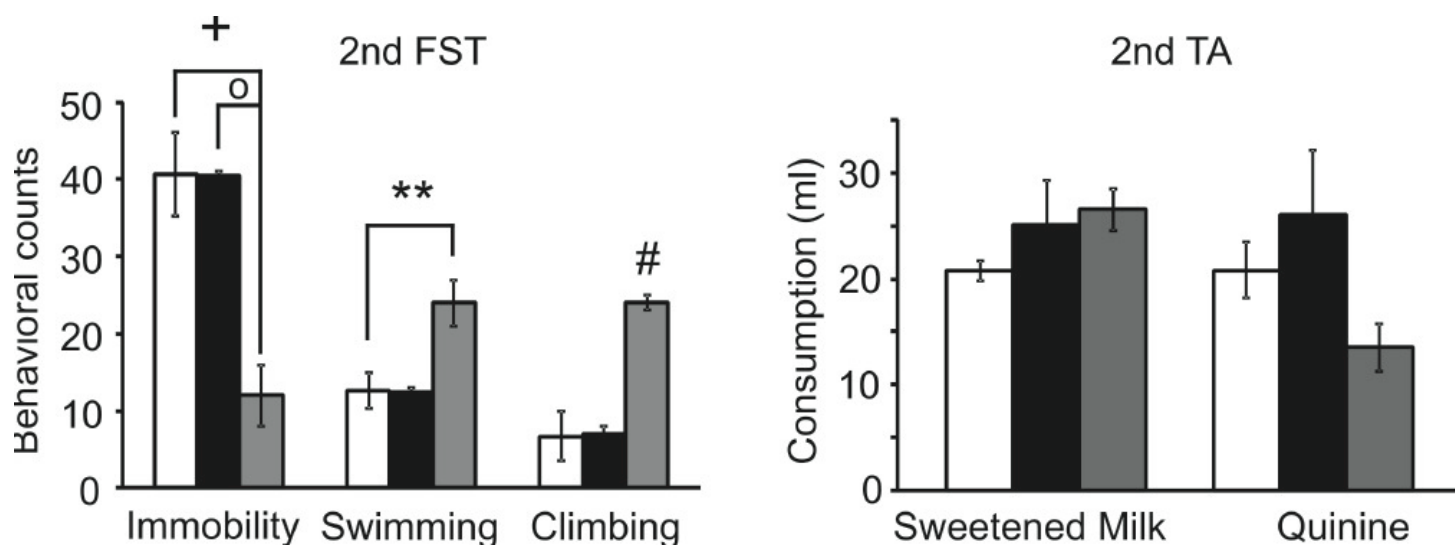 2nd FST
+
o
**
#
Behavioral counts
50
40
30
20
10
0
Immobility
Swimming
Climbing
2nd TA
Consumption (ml)
30
20
10
0
Sweetened Milk
Quinine